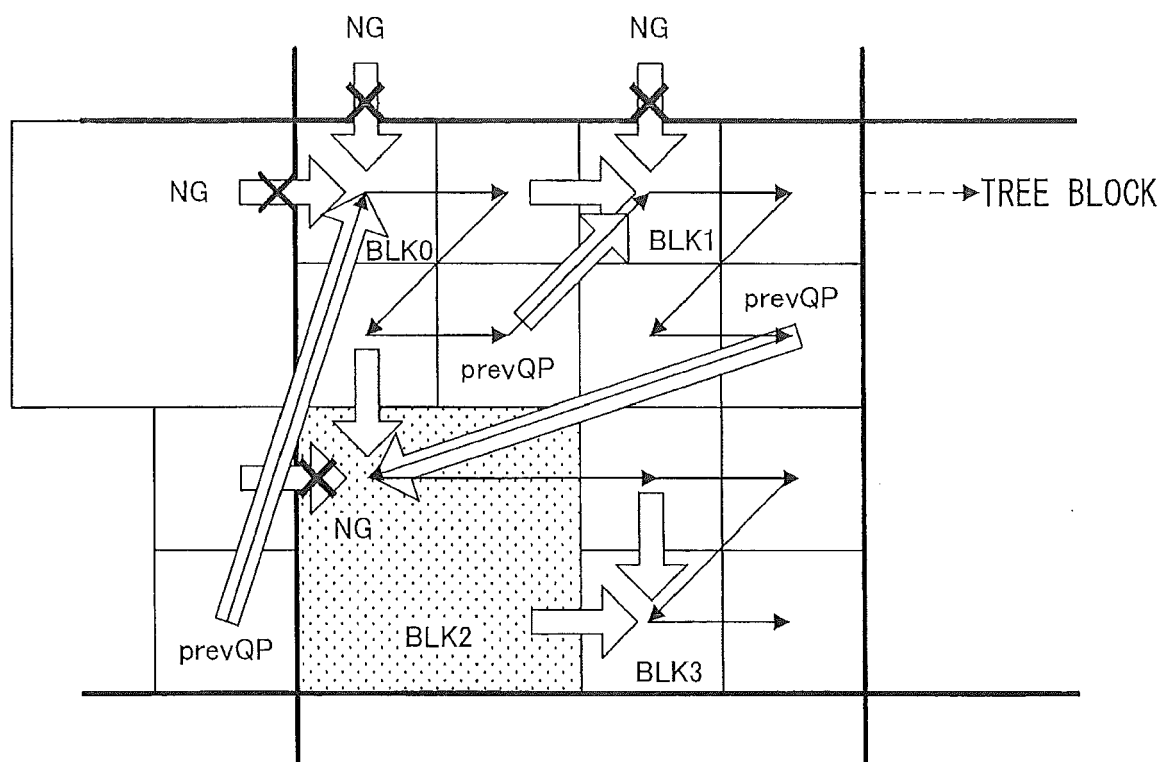 NG
NG
NG
TREE BLOCK
BLK0
BLK1
prevQP
prevQP
NG
prevQP
BLK2
BLK3